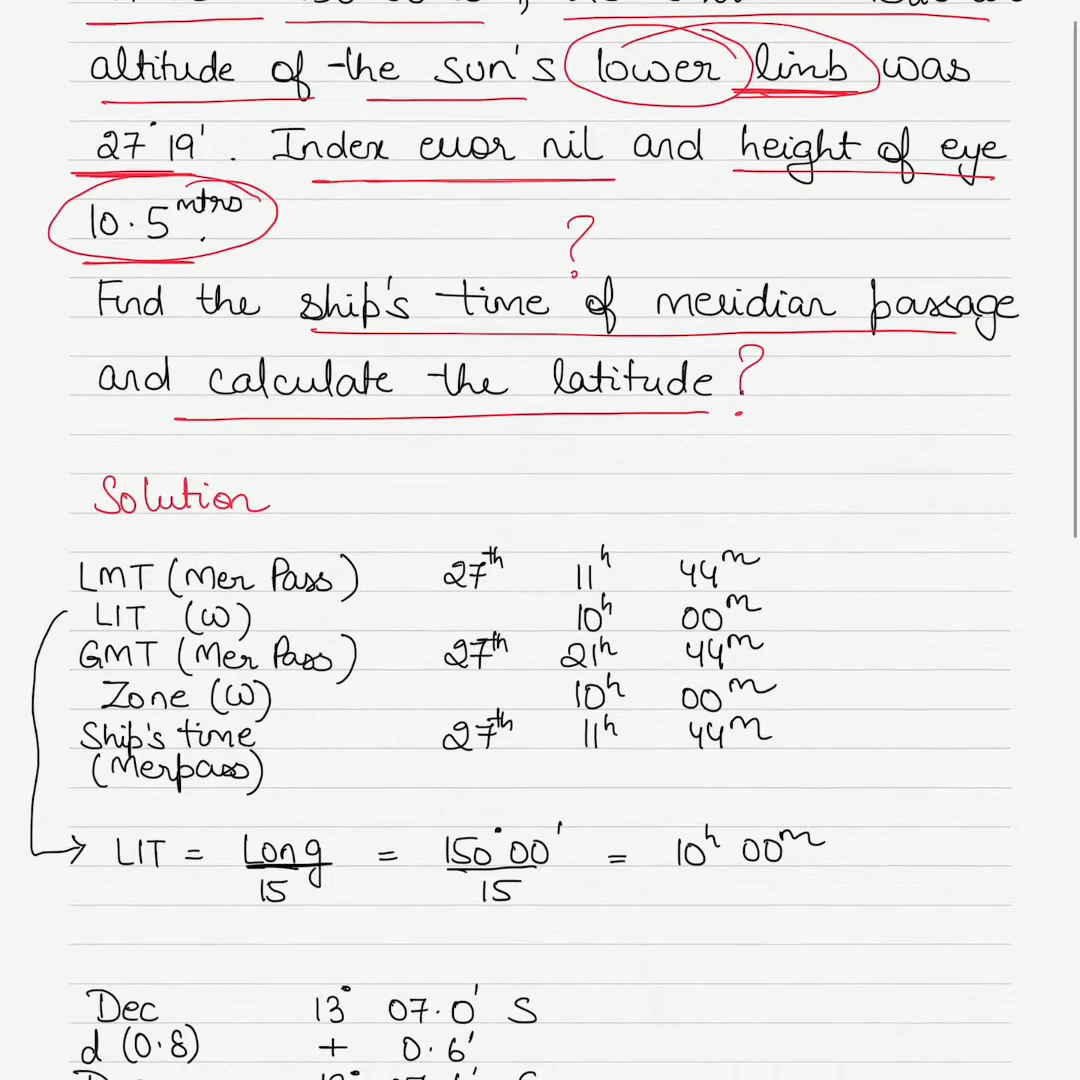 altitude of the sun's lower limb was
27° 19'. Index error nil and height of eye
10.5 mtrs.
?
Find the ship's time of meridian passage
and calculate the latitude?
Solution
LMT (Mer Pass) 27th 11h 44m
LIT (W) 10h 00m
GMT (Mer Pass) 27th 21h 44m
Zone (W) 10h 00m
Ship's time 27th 11h 44m
(Merpass)
LIT = Long/15 = 150° 00'/15 = 10h 00m
Dec 13° 07.0' S
d (0.8) + 0.6'